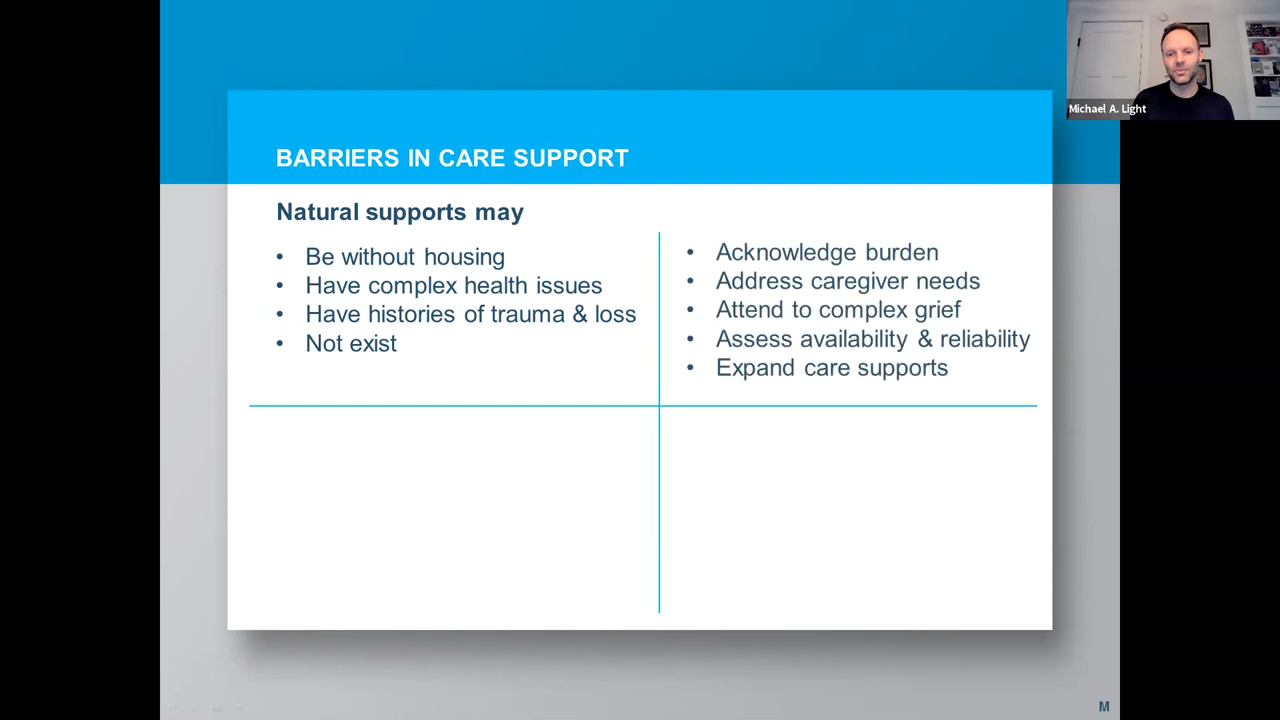 Michael A. Light
BARRIERS IN CARE SUPPORT
Natural supports may
• Be without housing
• Have complex health issues
• Have histories of trauma & loss
• Not exist
• Acknowledge burden
• Address caregiver needs
• Attend to complex grief
• Assess availability & reliability
• Expand care supports
M